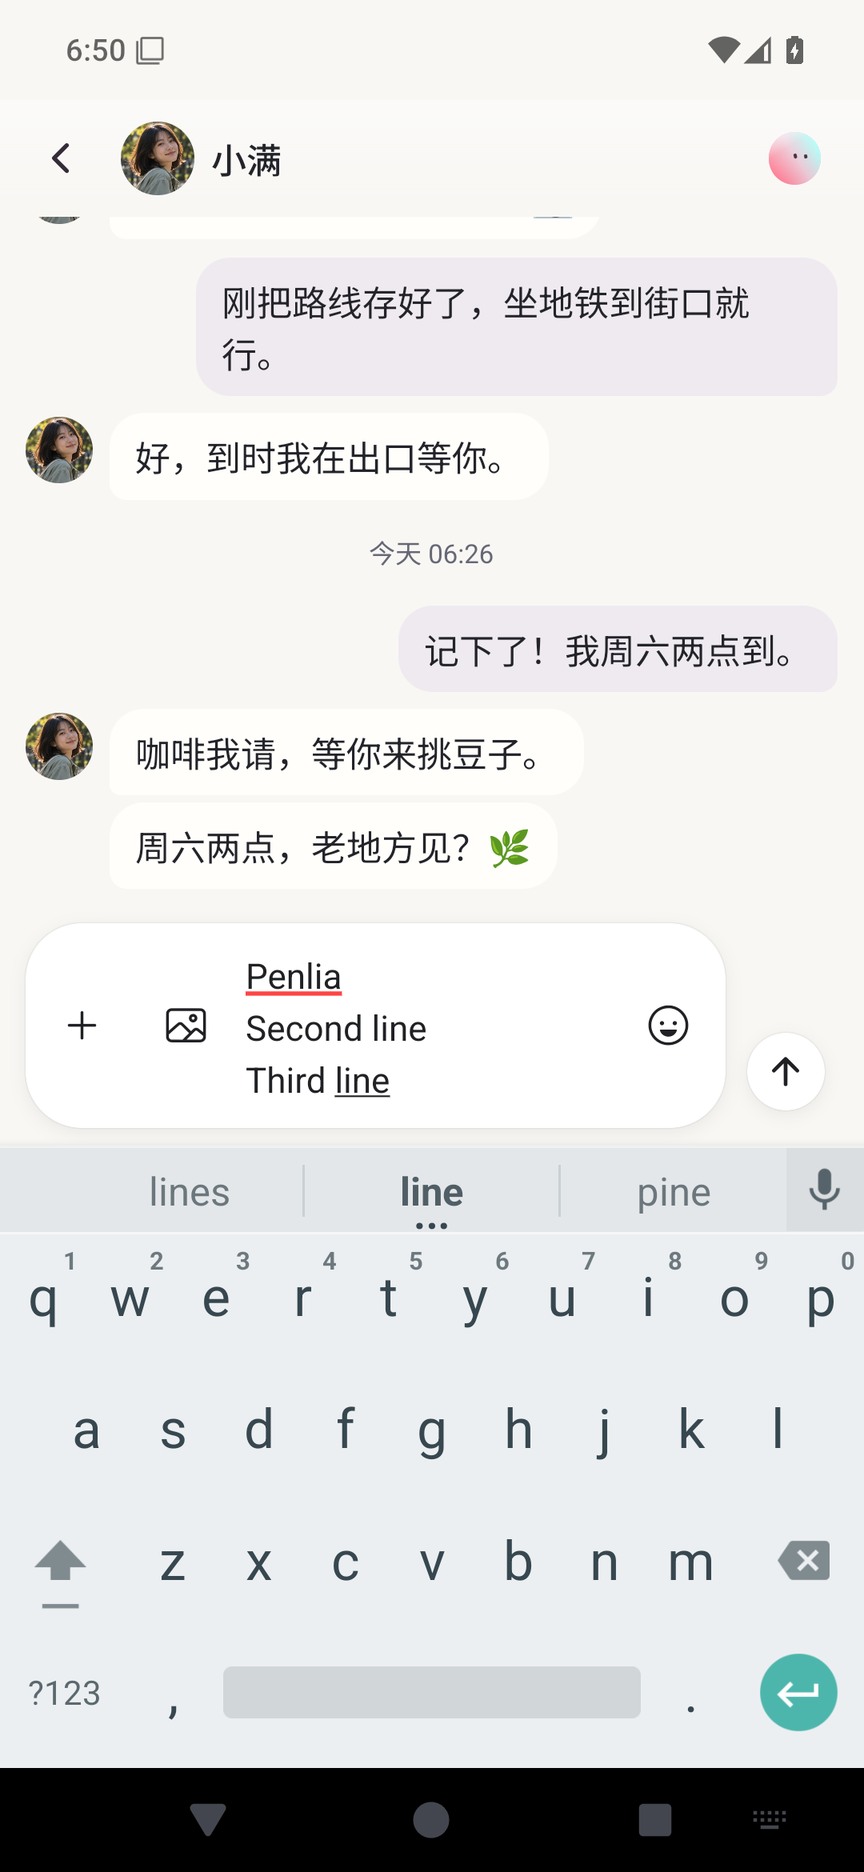 6:50
小满
刚把路线存好了，坐地铁到街口就
行。
好，到时我在出口等你。
今天 06:26
记下了！我周六两点到。
咖啡我请，等你来挑豆子。
周六两点，老地方见？🌿
Penlia
Second line
Third line
lines line pine
1 2 3 4 5 6 7 8 9 0
q w e r t y u i o p
a s d f g h j k l
z x c v b n m
?123 , .